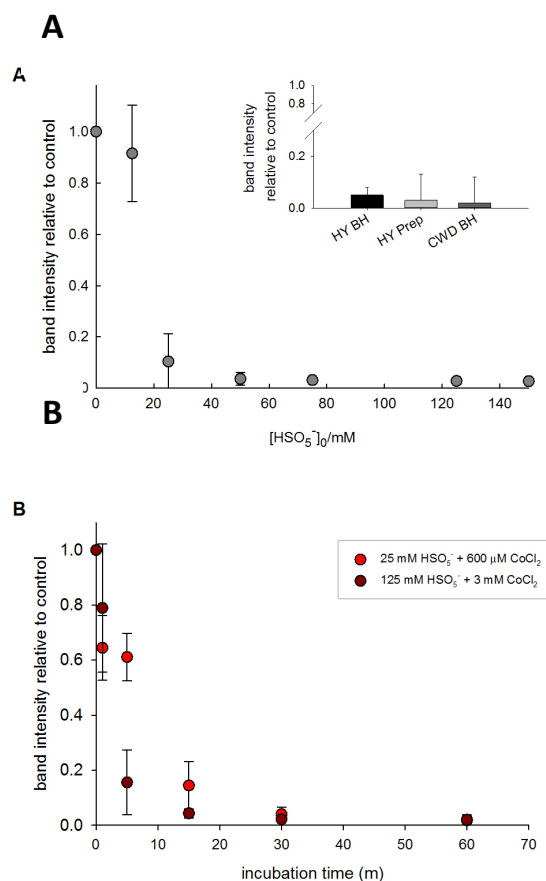 A
A
band intensity relative to control
1.0
0.8
0.6
0.4
0.2
0
0 20 40 60 80 100 120 140
[HSO₅⁻]₀/mM
band intensity
relative to control
1.0
0.8
0.2
0.0
HY BH
HY Prep
CWD BH
B
B
band intensity relative to control
1.0
0.8
0.6
0.4
0.2
0.0
0 10 20 30 40 50 60 70
incubation time (m)
25 mM HSO₅⁻ + 600 μM CoCl₂
125 mM HSO₅⁻ + 3 mM CoCl₂